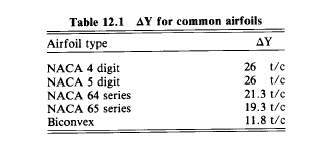 Table 12.1 ΔY for common airfoils
Airfoil type ΔY
NACA 4 digit 26 t/c
NACA 5 digit 26 t/c
NACA 64 series 21.3 t/c
NACA 65 series 19.3 t/c
Biconvex 11.8 t/c